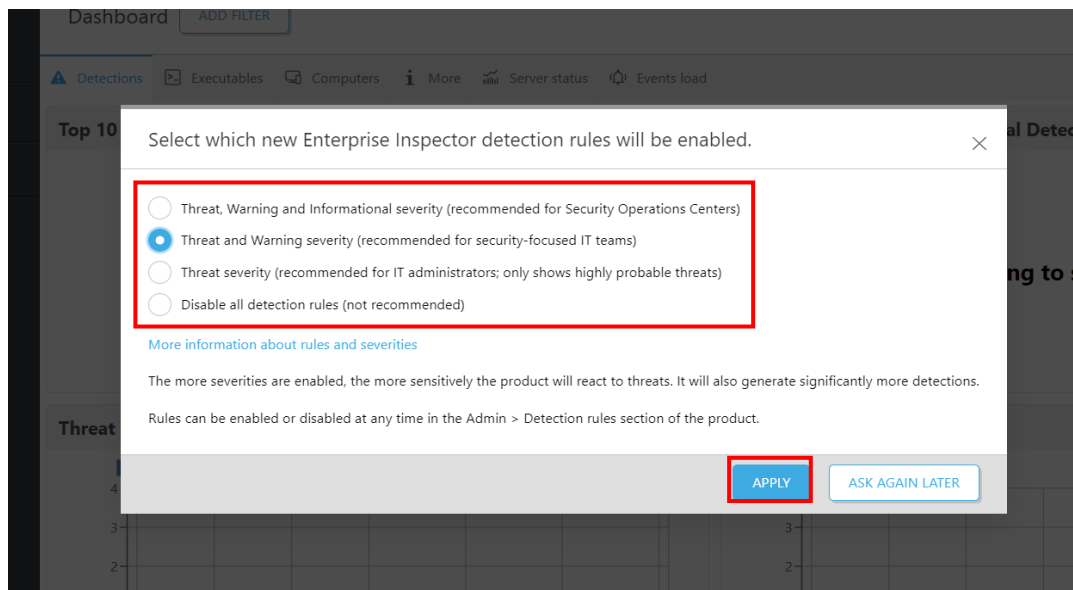 Dashboard ADD FILTER
Detections Executables Computers More Server status Events load
Top 10
al Detec
Select which new Enterprise Inspector detection rules will be enabled.
Threat, Warning and Informational severity (recommended for Security Operations Centers)
Threat and Warning severity (recommended for security-focused IT teams)
Threat severity (recommended for IT administrators; only shows highly probable threats)
ng to s
Disable all detection rules (not recommended)
More information about rules and severities
The more severities are enabled, the more sensitively the product will react to threats. It will also generate significantly more detections.
Rules can be enabled or disabled at any time in the Admin > Detection rules section of the product.
Threat
APPLY ASK AGAIN LATER
4
3 3
2 2